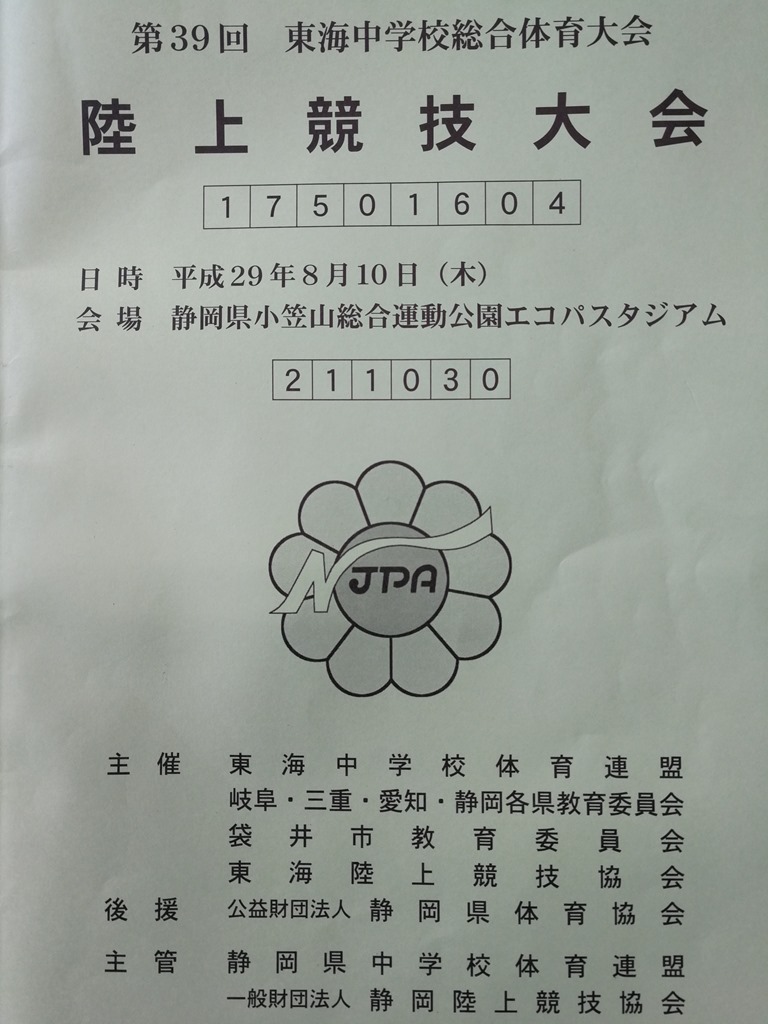 第39回 東海中学校総合体育大会
陸上競技大会
17501604
日時 平成29年8月10日（木）
会場 静岡県小笠山総合運動公園エコパスタジアム
211030
N JPA
主催 東海中学校体育連盟
岐阜・三重・愛知・静岡各県教育委員会
袋井市教育委員会
東海陸上競技協会
後援 公益財団法人 静岡県体育協会
主管 静岡県中学校体育連盟
一般財団法人 静岡陸上競技協会